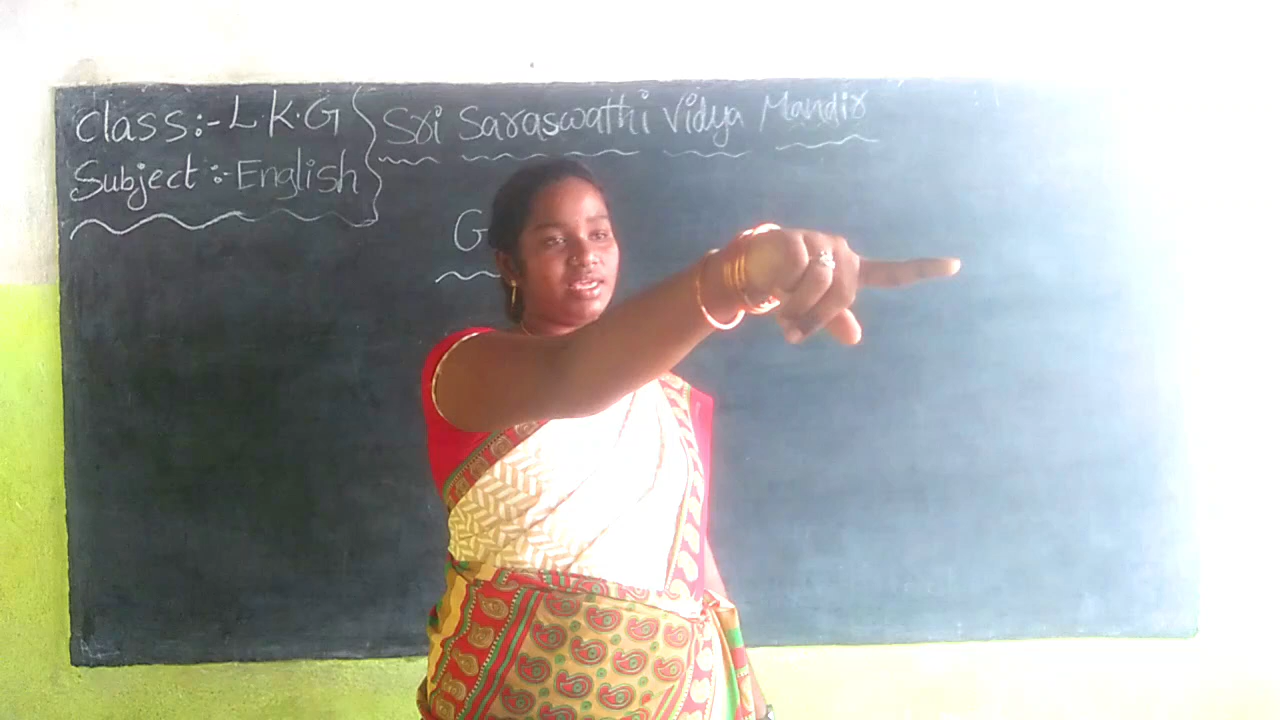 Class:- L.K.G
Subject :- English
Sri Saraswathi Vidya Mandir
G